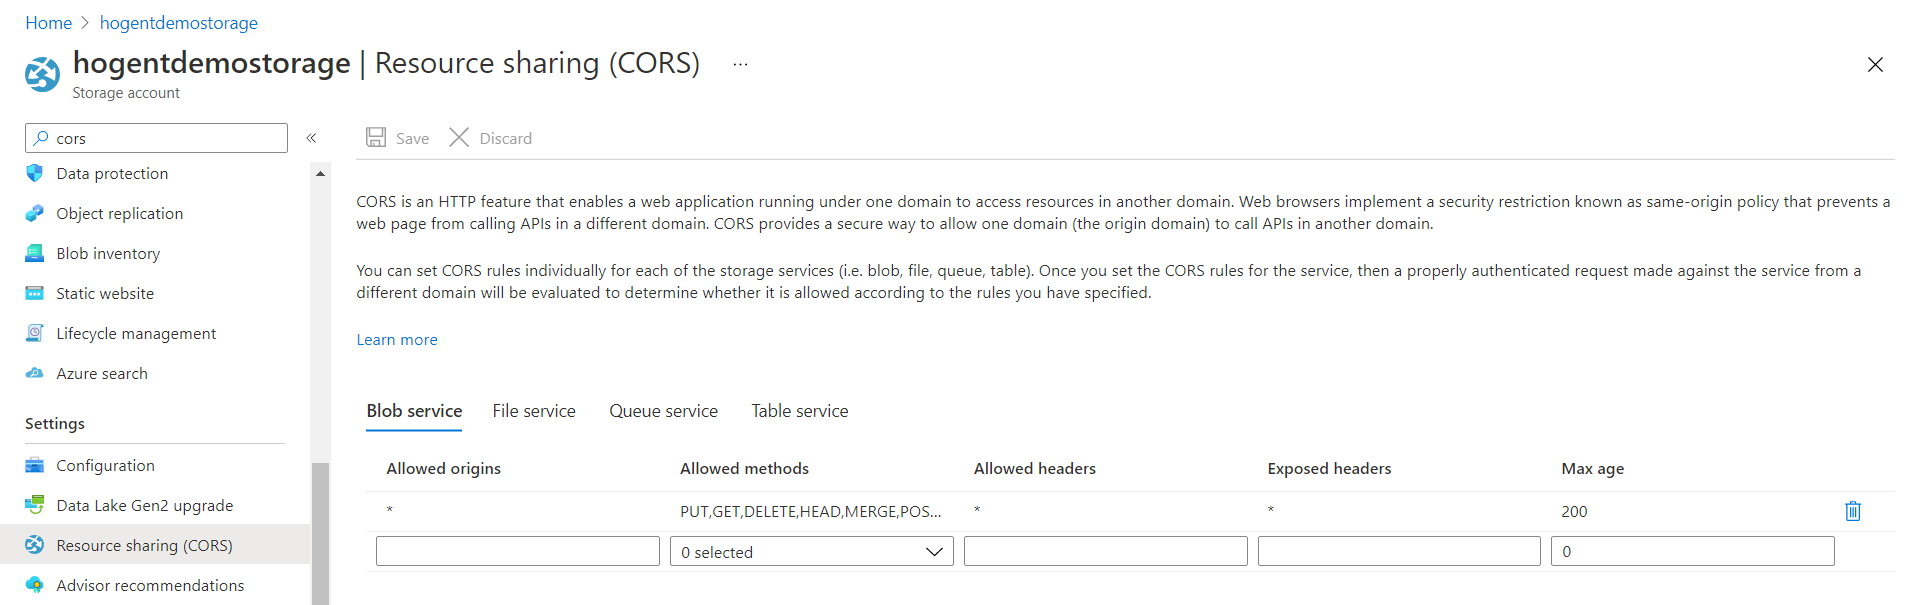 Home > hogentdemostorage
hogentdemostorage | Resource sharing (CORS) ...
Storage account
cors «
Data protection
Object replication
Blob inventory
Static website
Lifecycle management
Azure search
Settings
Configuration
Data Lake Gen2 upgrade
Resource sharing (CORS)
Advisor recommendations
Save Discard
CORS is an HTTP feature that enables a web application running under one domain to access resources in another domain. Web browsers implement a security restriction known as same-origin policy that prevents a
web page from calling APIs in a different domain. CORS provides a secure way to allow one domain (the origin domain) to call APIs in another domain.
You can set CORS rules individually for each of the storage services (i.e. blob, file, queue, table). Once you set the CORS rules for the service, then a properly authenticated request made against the service from a
different domain will be evaluated to determine whether it is allowed according to the rules you have specified.
Learn more
Blob service File service Queue service Table service
Allowed origins Allowed methods Allowed headers Exposed headers Max age
* PUT,GET,DELETE,HEAD,MERGE,POS... * * 200
0 selected 0